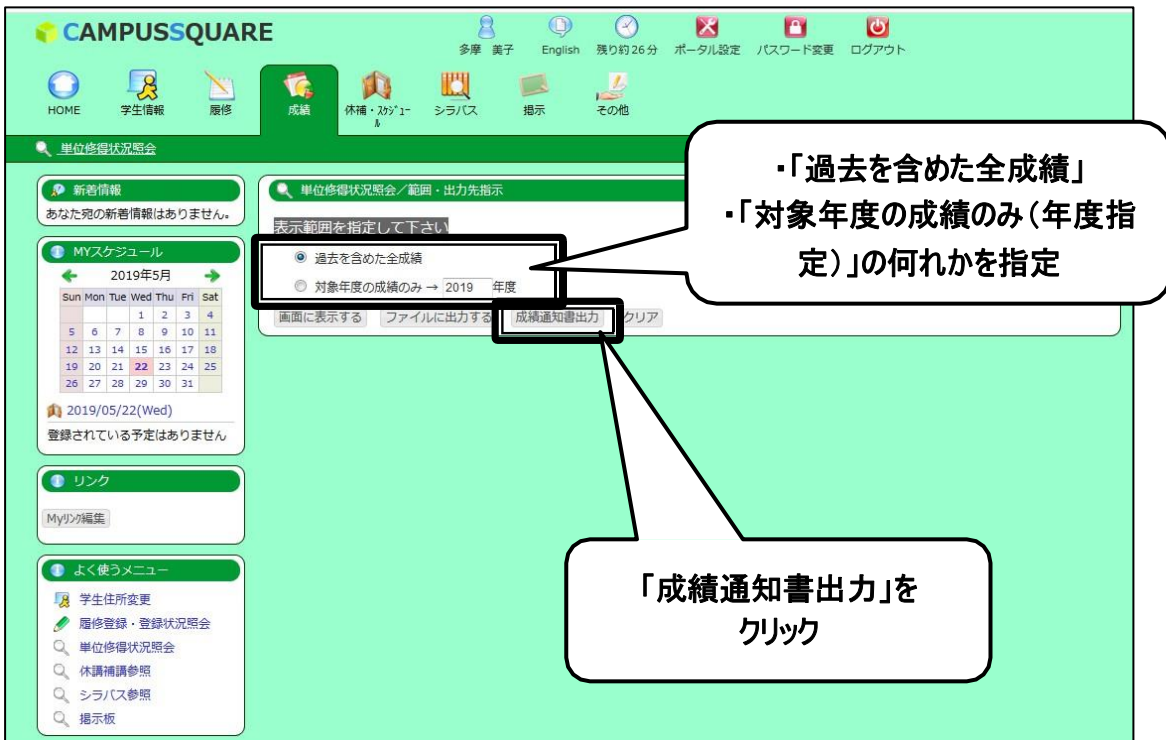 CAMPUSSQUARE
多摩 美子
English
残り約26分
ポータル設定
パスワード変更
ログアウト
HOME
学生情報
履修
成績
休補・ｽｹｼﾞｭｰ
ﾙ
シラバス
掲示
その他
単位修得状況照会
新着情報
あなた宛の新着情報はありません。
MYスケジュール
2019年5月
Sun Mon Tue Wed Thu Fri Sat
1 2 3 4
5 6 7 8 9 10 11
12 13 14 15 16 17 18
19 20 21 22 23 24 25
26 27 28 29 30 31
2019/05/22(Wed)
登録されている予定はありません
リンク
Myﾘﾝｸ編集
よく使うメニュー
学生住所変更
履修登録・登録状況照会
単位修得状況照会
休講補講参照
シラバス参照
掲示板
単位修得状況照会／範囲・出力先指示
表示範囲を指定して下さい
過去を含めた全成績
対象年度の成績のみ → 2019 年度
画面に表示する ファイルに出力する 成績通知書出力 クリア
・「過去を含めた全成績」
・「対象年度の成績のみ（年度指
定）」の何れかを指定
「成績通知書出力」を
クリック